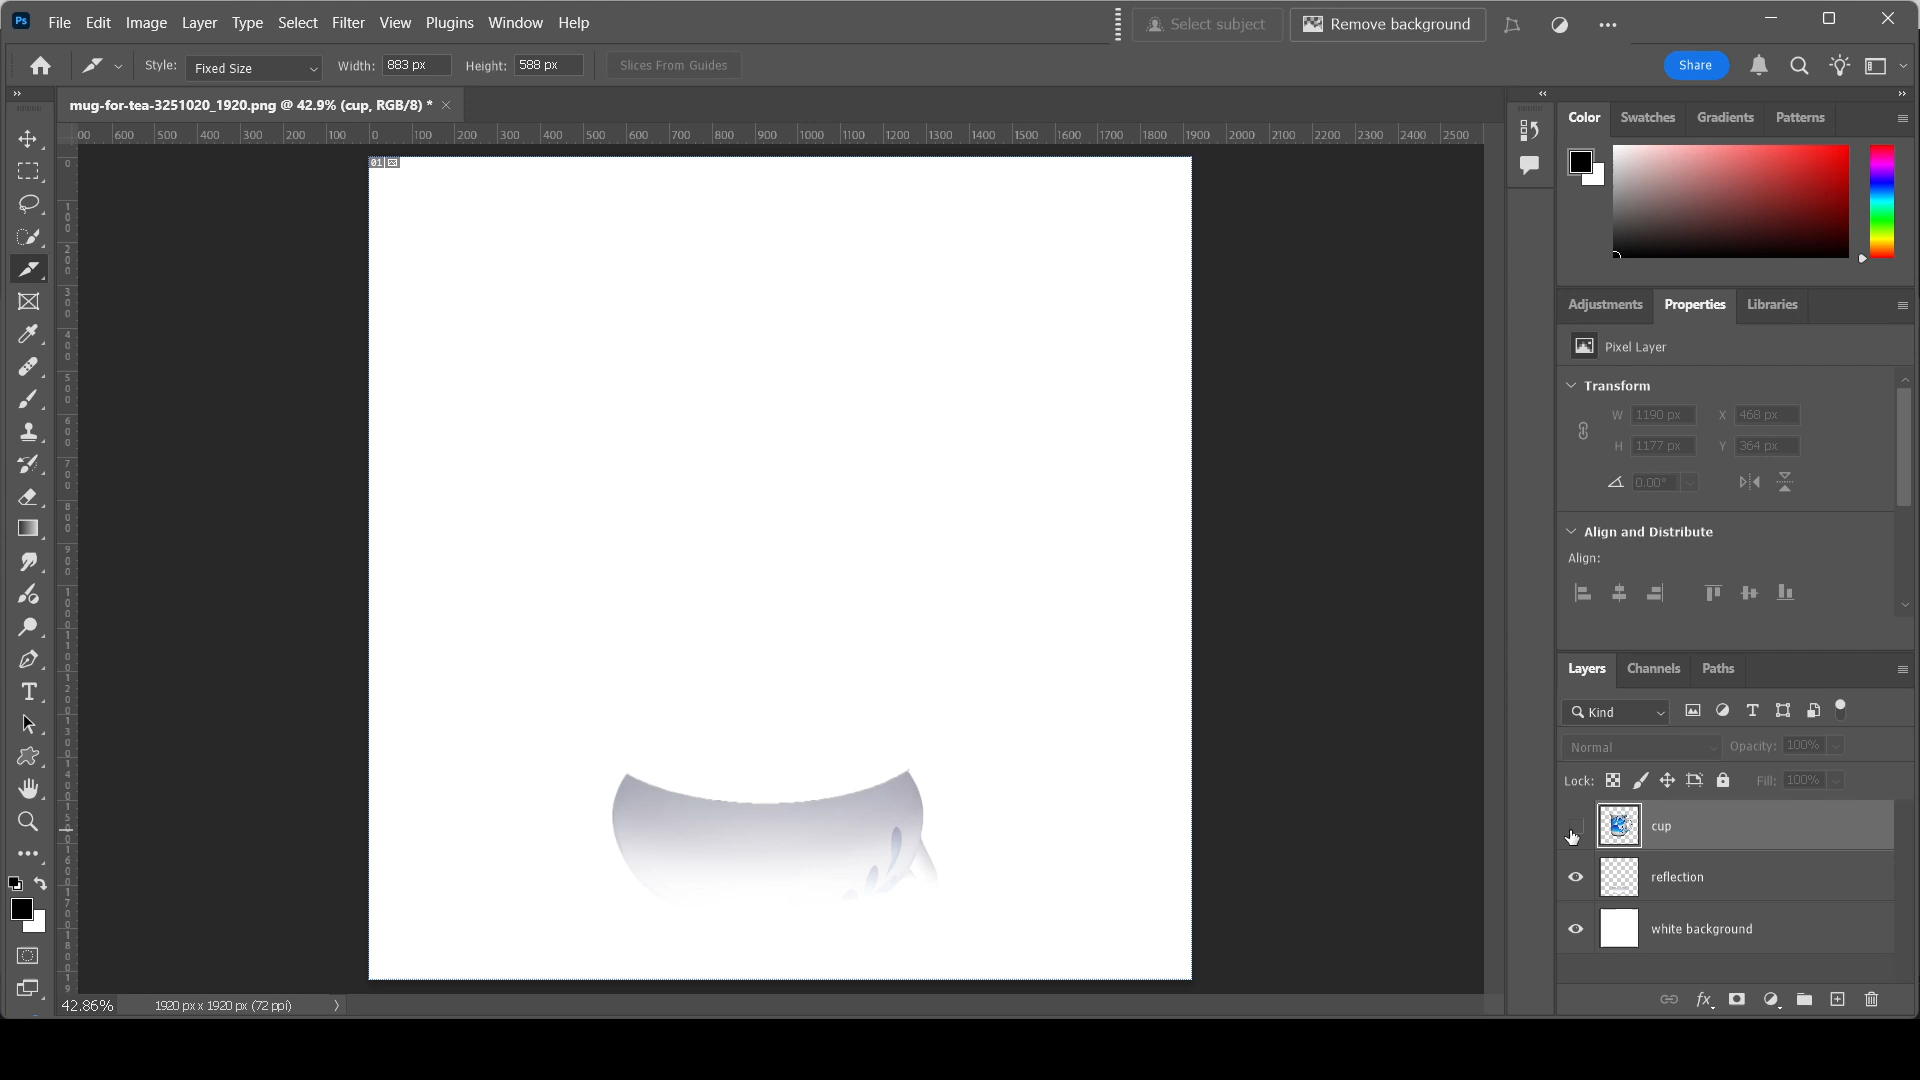 Ps File Edit Image Layer Type Select Filter View Plugins Window Help Select subject Remove background
Style: Fixed Size Width: 883 px Height: 588 px Slices From Guides Share
mug-for-tea-3251020_1920.png @ 42.9% (cup, RGB/8) *
00 600 500 400 300 200 100 0 100 200 300 400 500 600 700 800 900 1000 1100 1200 1300 1400 1500 1600 1700 1800 1900 2000 2100 2200 2300 2400 2500
01
Color Swatches Gradients Patterns
Adjustments Properties Libraries
Pixel Layer
Transform
W 1190 px X 468 px
H 1177 px Y 364 px
0.00°
Align and Distribute
Align:
Layers Channels Paths
Kind
Normal Opacity: 100%
Lock: Fill: 100%
cup
reflection
white background
fx
42.86% 1920 px x 1920 px (72 ppi)